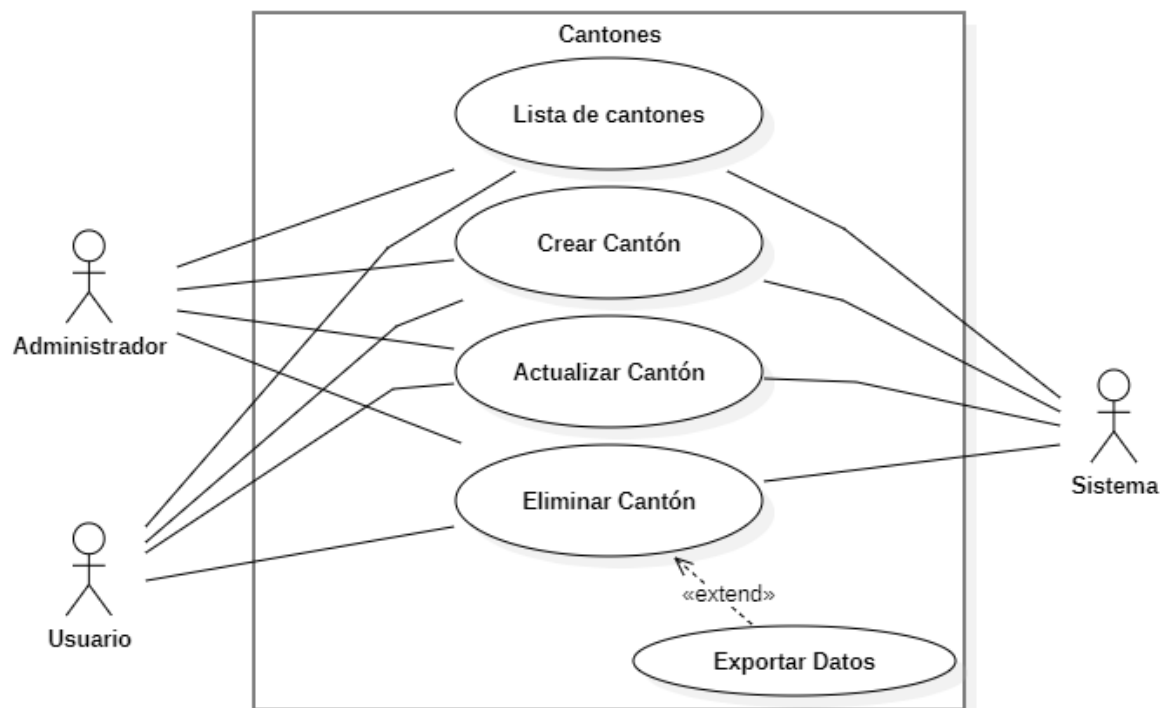 Cantones
Lista de cantones
Crear Cantón
Administrador
Actualizar Cantón
Sistema
Eliminar Cantón
«extend»
Usuario
Exportar Datos